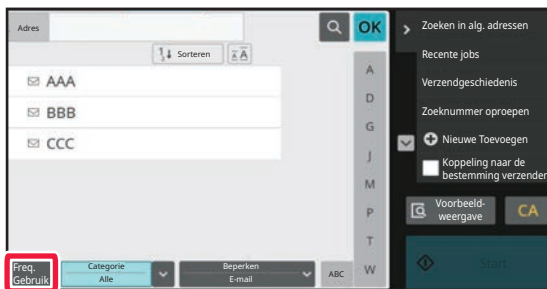 Adres
OK
Sorteren
AAA
BBB
CCC
A
D
G
J
M
P
T
W
Freq.
Gebruik
Categorie
Alle
Beperken
E-mail
ABC
Zoeken in alg. adressen
Recente jobs
Verzendgeschiedenis
Zoeknummer oproepen
Nieuwe Toevoegen
Koppeling naar de
bestemming verzenden
Voorbeeld-
weergave
CA
Start